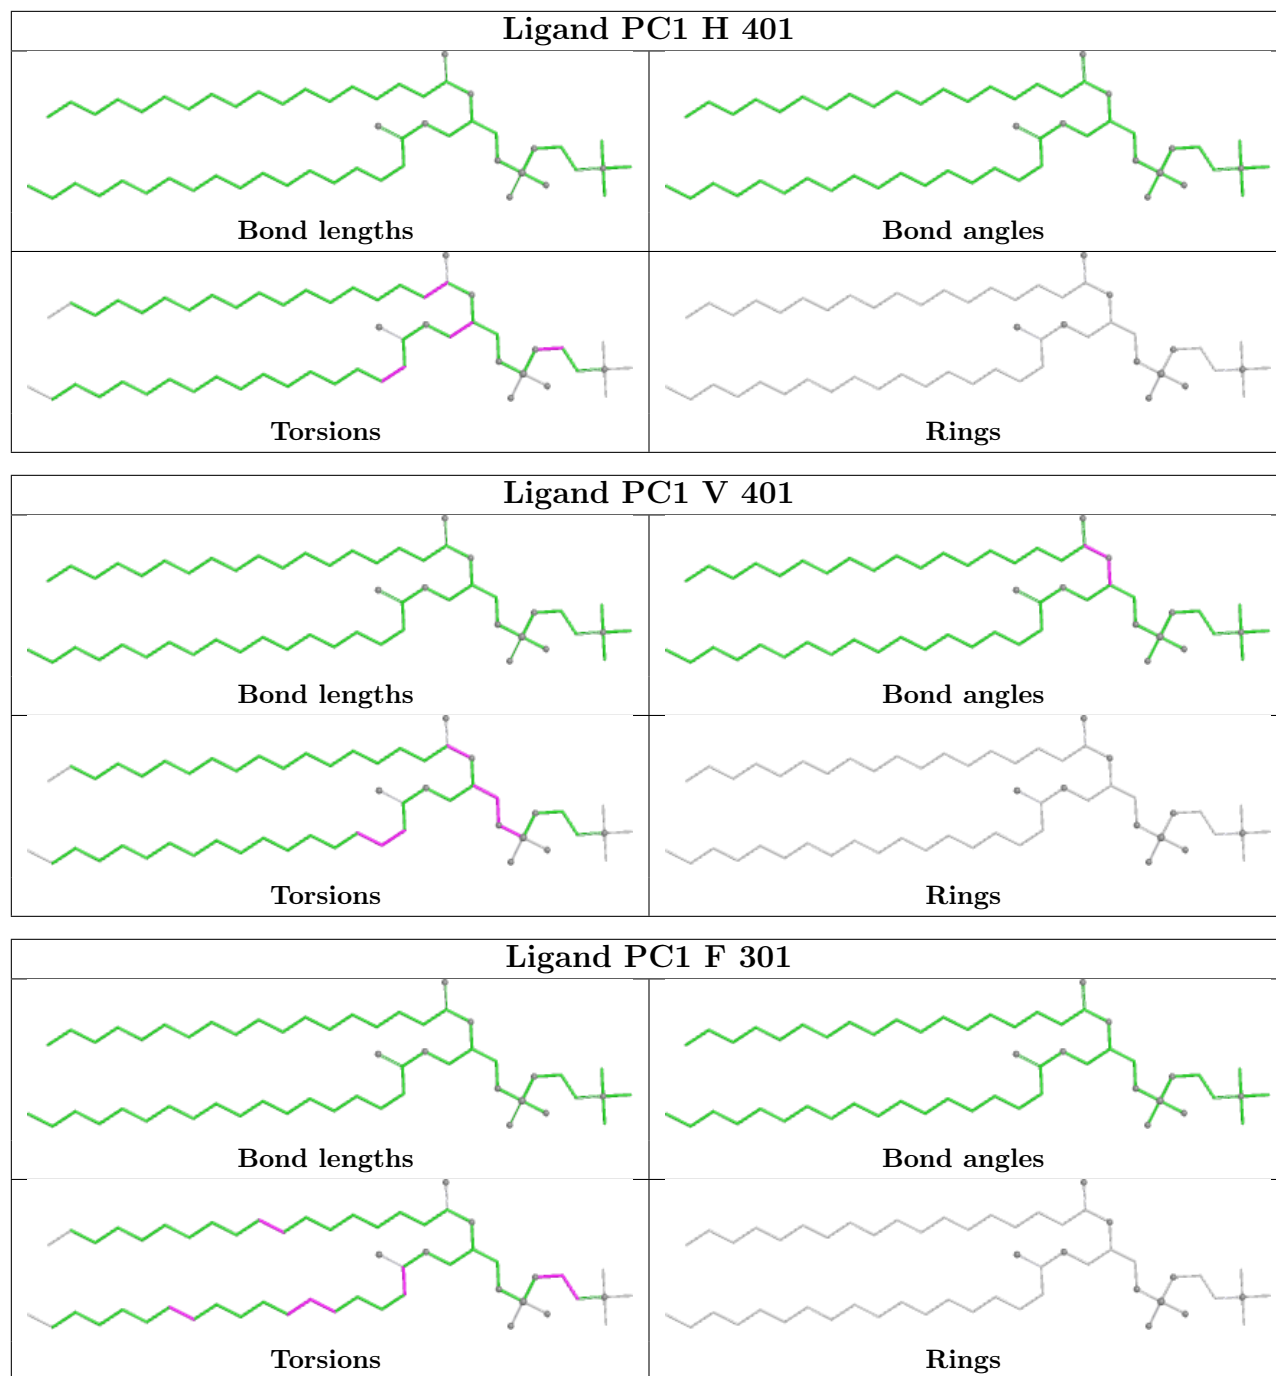 Ligand PC1 H 401
Bond lengths
Bond angles
Torsions
Rings
Ligand PC1 V 401
Bond lengths
Bond angles
Torsions
Rings
Ligand PC1 F 301
Bond lengths
Bond angles
Torsions
Rings